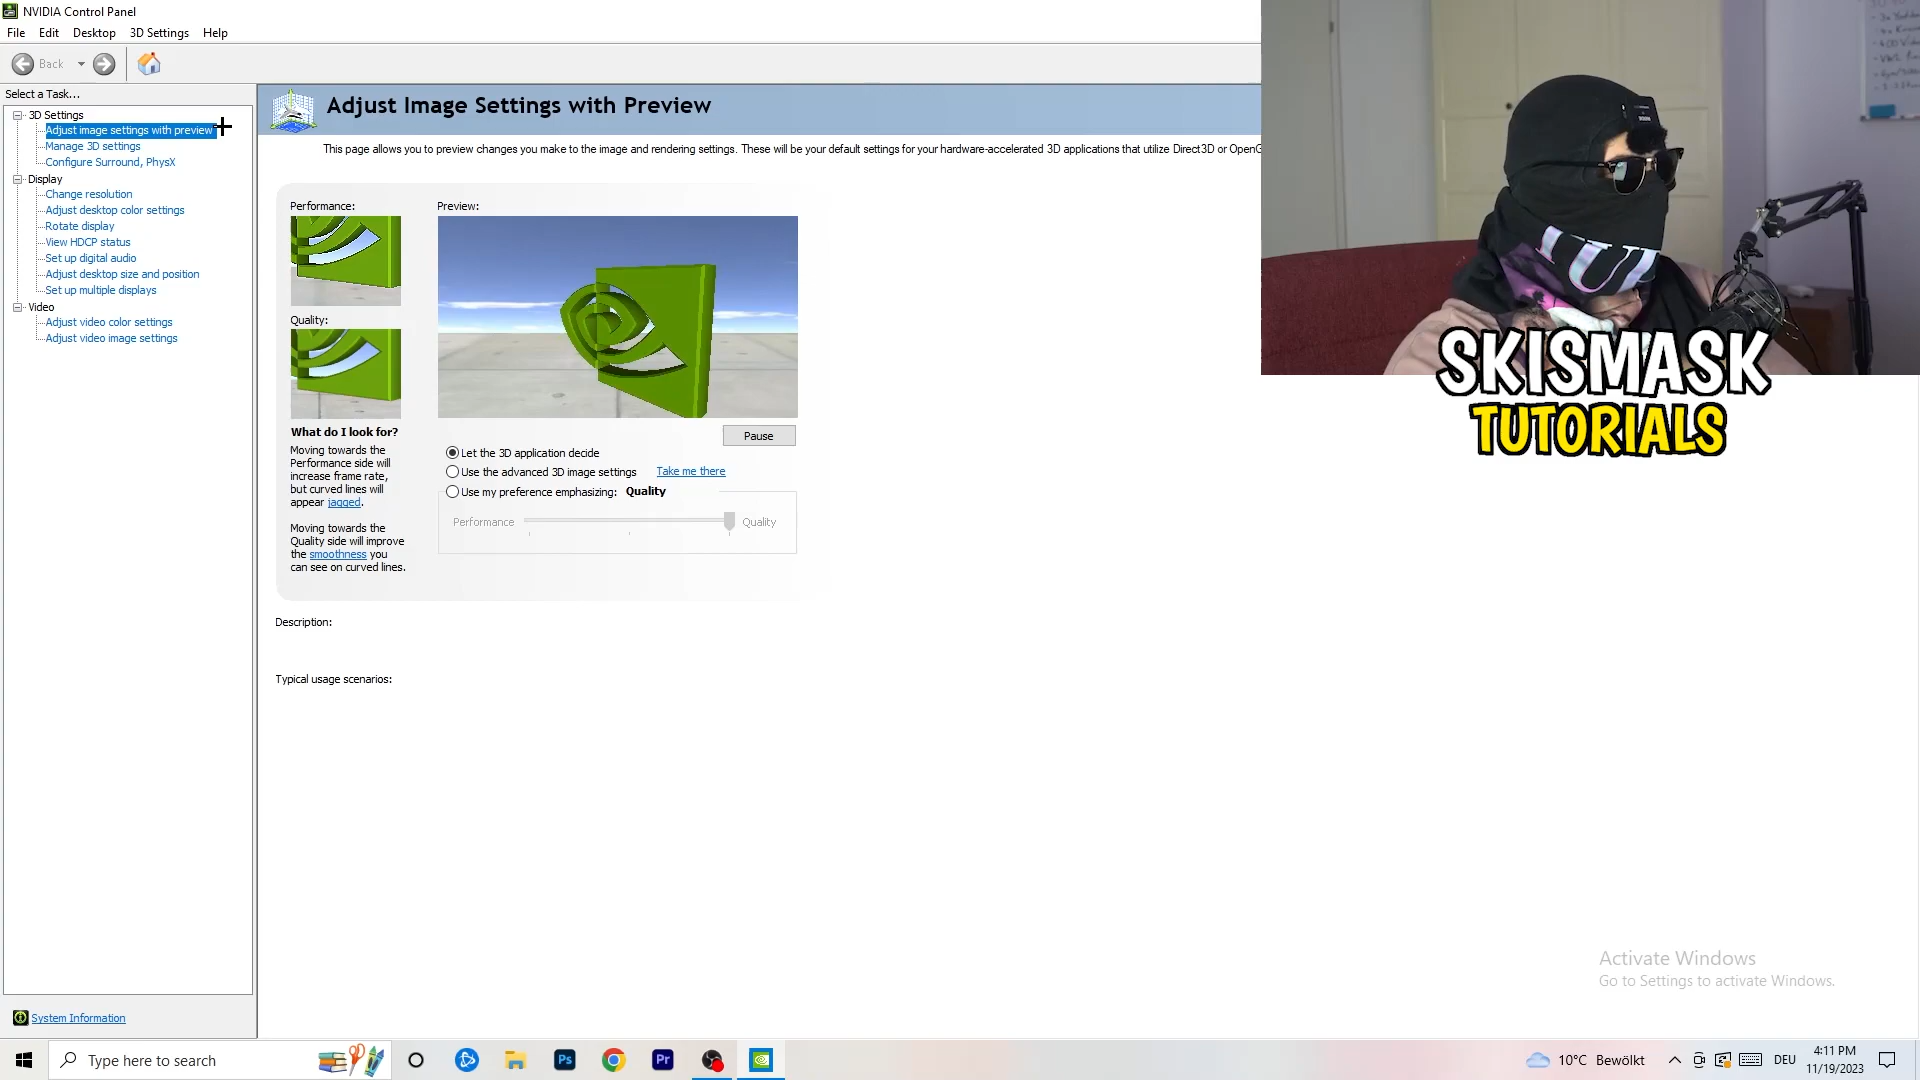 NVIDIA Control Panel
File Edit Desktop 3D Settings Help
Back
Select a Task...
3D Settings
Adjust image settings with preview
Manage 3D settings
Configure Surround, PhysX
Display
Change resolution
Adjust desktop color settings
Rotate display
View HDCP status
Set up digital audio
Adjust desktop size and position
Set up multiple displays
Video
Adjust video color settings
Adjust video image settings
System Information
Adjust Image Settings with Preview
This page allows you to preview changes you make to the image and rendering settings. These will be your default settings for your hardware-accelerated 3D applications that utilize Direct3D or
Performance:
Quality:
What do I look for?
Moving towards the
Performance side will
increase frame rate,
but curved lines will
appear jagged.
Moving towards the
Quality side will improve
the smoothness you
can see on curved lines.
Preview:
Pause
Let the 3D application decide
Use the advanced 3D image settings Take me there
Use my preference emphasizing: Quality
Performance Quality
Description:
Typical usage scenarios:
SKISMASK
TUTORIALS
Activate Windows
Go to Settings to activate Windows.
Type here to search
Ps
Pr
10°C Bewölkt
DEU
4:11 PM
11/19/2023